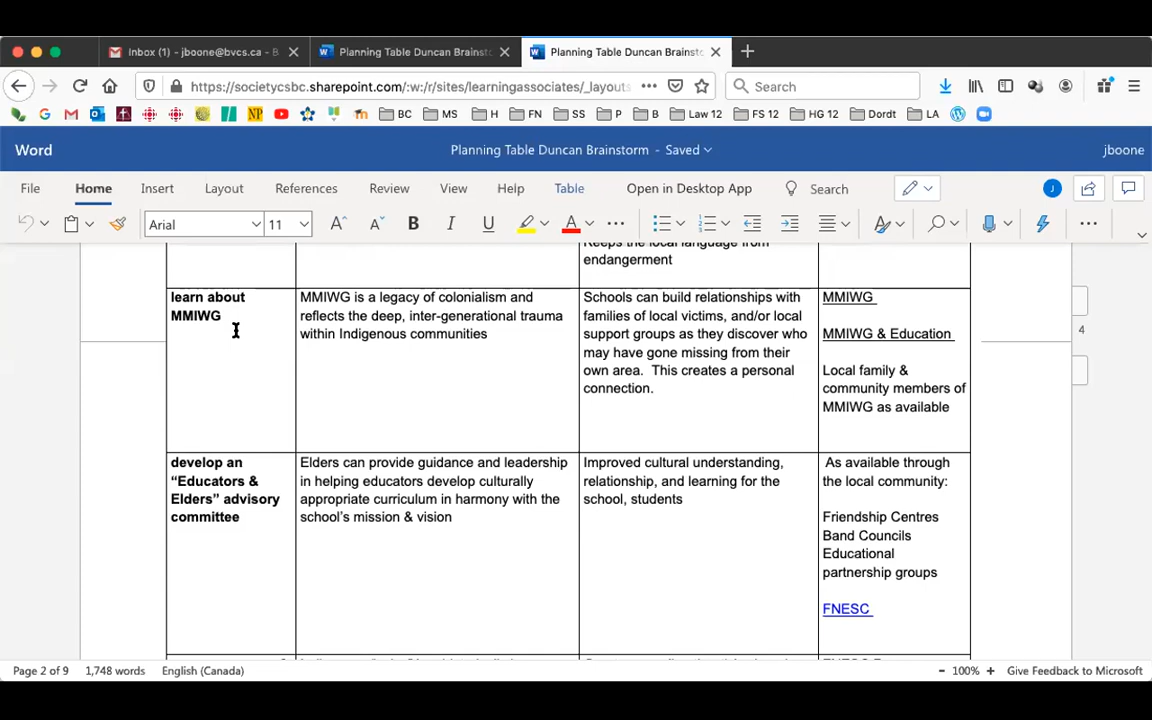 Inbox (1) - jboone@bvcs.ca - B
Planning Table Duncan Brainsto
Planning Table Duncan Brainsto
https://societycsbc.sharepoint.com/:w:/r/sites/learningassociates/_layouts
Search
BC MS H FN SS P B Law 12 FS 12 HG 12 Dordt LA
Word
Planning Table Duncan Brainstorm - Saved
jboone
File Home Insert Layout References Review View Help Table Open in Desktop App Search
Arial 11
Keeps the local language from
endangerment
learn about
MMIWG
MMIWG is a legacy of colonialism and
reflects the deep, inter-generational trauma
within Indigenous communities
Schools can build relationships with
families of local victims, and/or local
support groups as they discover who
may have gone missing from their
own area. This creates a personal
connection.
MMIWG
MMIWG & Education
Local family &
community members of
MMIWG as available
4
develop an
“Educators &
Elders” advisory
committee
Elders can provide guidance and leadership
in helping educators develop culturally
appropriate curriculum in harmony with the
school’s mission & vision
Improved cultural understanding,
relationship, and learning for the
school, students
As available through
the local community:
Friendship Centres
Band Councils
Educational
partnership groups
FNESC
Page 2 of 9 1,748 words English (Canada) - 100% + Give Feedback to Microsoft